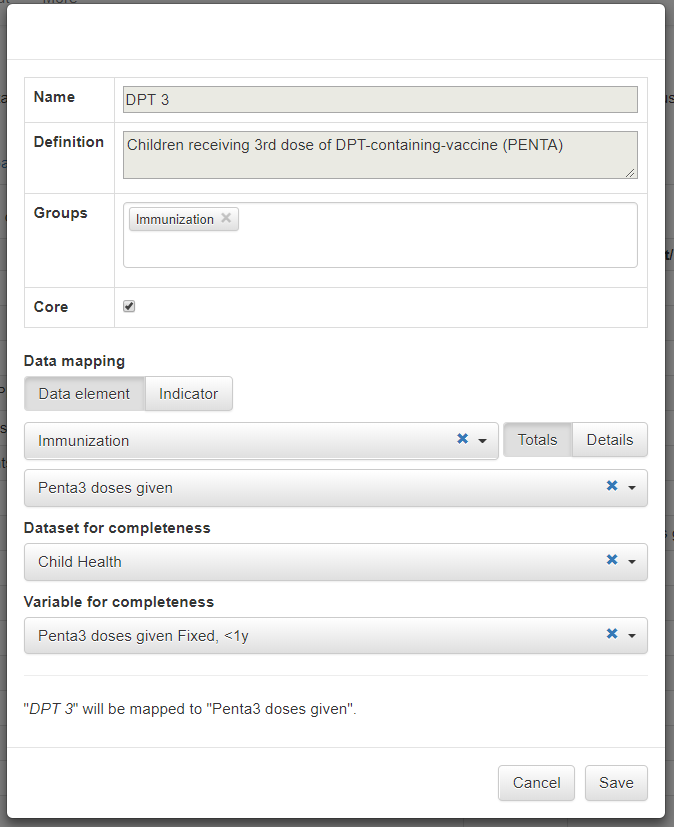 Name
DPT 3
Definition
Children receiving 3rd dose of DPT-containing-vaccine (PENTA)
Groups
Immunization
Core
Data mapping
Data element Indicator
Immunization Totals Details
Penta3 doses given
Dataset for completeness
Child Health
Variable for completeness
Penta3 doses given Fixed, <1y
"DPT 3" will be mapped to "Penta3 doses given".
Cancel Save